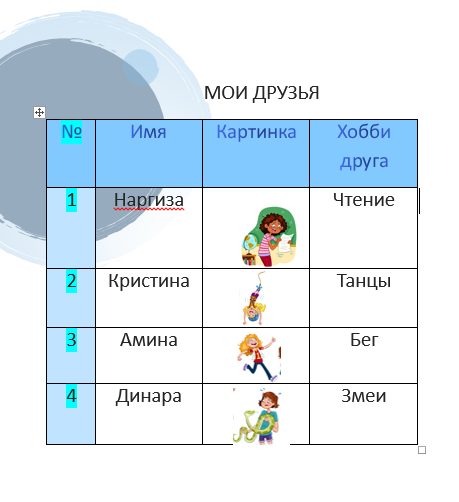 МОИ ДРУЗЬЯ
№ Имя Картинка Хобби друга
1 Наргиза Чтение
2 Кристина Танцы
3 Амина Бег
4 Динара Змеи